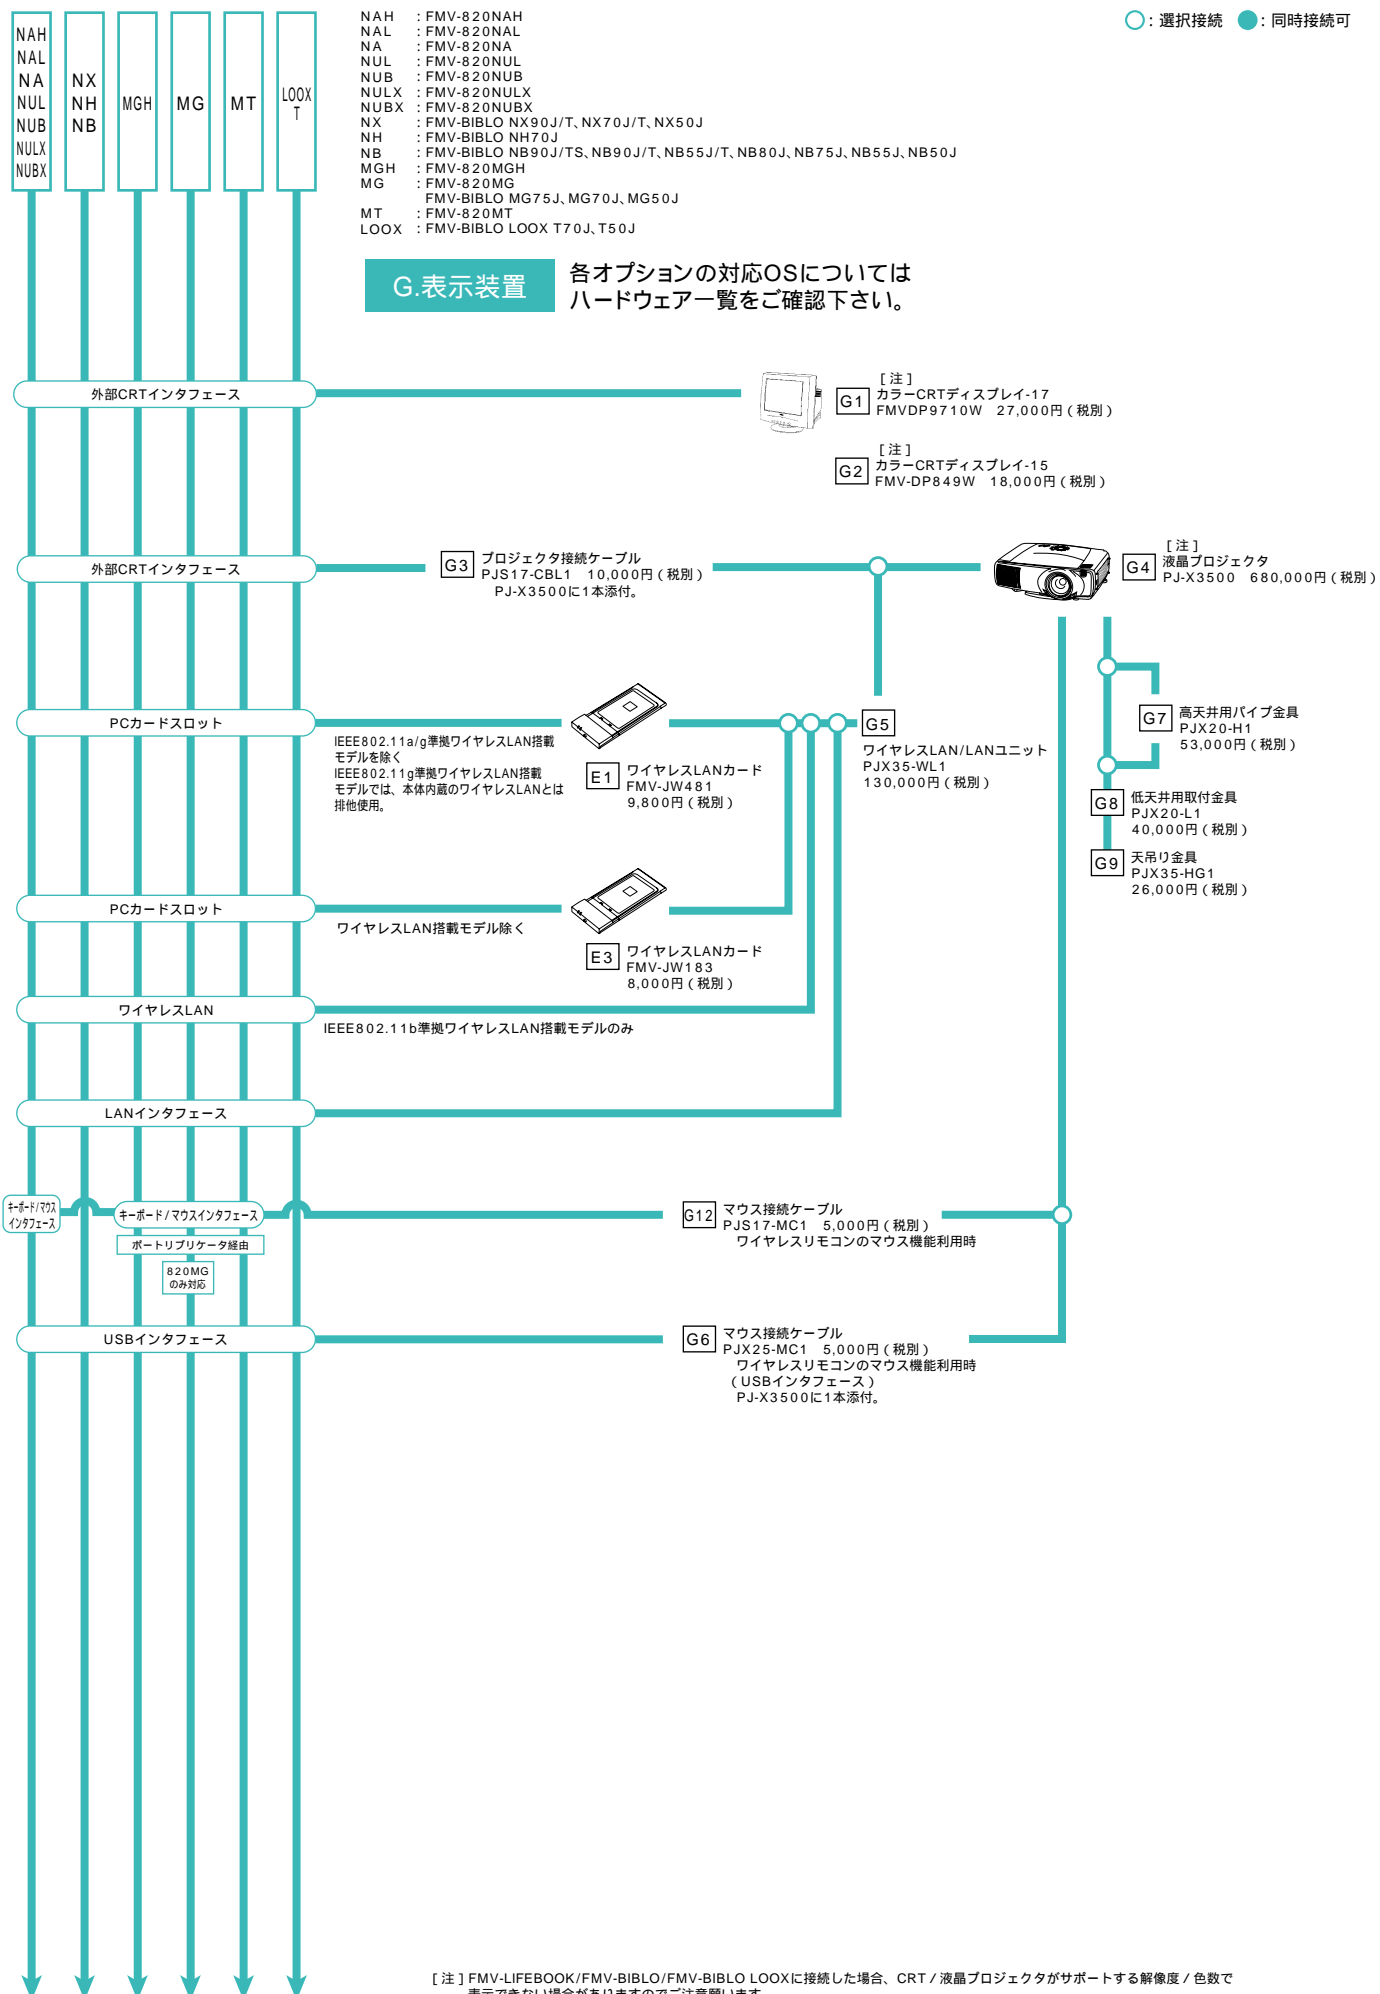 NAH
NAL
NA
NUL
NUB
NULX
NUBX
NX
NH
NB
MGH
MG
MT
LOOX
T
NAH : FMV-820NAH
NAL : FMV-820NAL
NA : FMV-820NA
NUL : FMV-820NUL
NUB : FMV-820NUB
NULX : FMV-820NULX
NUBX : FMV-820NUBX
NX : FMV-BIBLO NX90J/T、NX70J/T、NX50J
NH : FMV-BIBLO NH70J
NB : FMV-BIBLO NB90J/TS、NB90J/T、NB55J/T、NB80J、NB75J、NB55J、NB50J
MGH : FMV-820MGH
MG : FMV-820MG
FMV-BIBLO MG75J、MG70J、MG50J
MT : FMV-820MT
LOOX : FMV-BIBLO LOOX T70J、T50J
○：選択接続 ●：同時接続可
G.表示装置
各オプションの対応OSについては
ハードウェア一覧をご確認下さい。
外部CRTインタフェース
G1
［注］
カラーCRTディスプレイ-17
FMVDP9710W 27,000円（税別）
G2
［注］
カラーCRTディスプレイ-15
FMV-DP849W 18,000円（税別）
外部CRTインタフェース
G3
プロジェクタ接続ケーブル
PJS17-CBL1 10,000円（税別）
PJ-X3500に1本添付。
G4
［注］
液晶プロジェクタ
PJ-X3500 680,000円（税別）
PCカードスロット
IEEE802.11a/g準拠ワイヤレスLAN搭載
モデルを除く
IEEE802.11g準拠ワイヤレスLAN搭載
モデルでは、本体内蔵のワイヤレスLANとは
排他使用。
E1
ワイヤレスLANカード
FMV-JW481
9,800円（税別）
G5
ワイヤレスLAN/LANユニット
PJX35-WL1
130,000円（税別）
G7
高天井用パイプ金具
PJX20-H1
53,000円（税別）
G8
低天井用取付金具
PJX20-L1
40,000円（税別）
G9
天吊り金具
PJX35-HG1
26,000円（税別）
PCカードスロット
ワイヤレスLAN搭載モデル除く
E3
ワイヤレスLANカード
FMV-JW183
8,000円（税別）
ワイヤレスLAN
IEEE802.11b準拠ワイヤレスLAN搭載モデルのみ
LANインタフェース
キーボード/マウス
インタフェース
キーボード/マウスインタフェース
ポートリプリケータ経由
820MG
のみ対応
G12
マウス接続ケーブル
PJS17-MC1 5,000円（税別）
ワイヤレスリモコンのマウス機能利用時
USBインタフェース
G6
マウス接続ケーブル
PJX25-MC1 5,000円（税別）
ワイヤレスリモコンのマウス機能利用時
（USBインタフェース）
PJ-X3500に1本添付。
［注］FMV-LIFEBOOK/FMV-BIBLO/FMV-BIBLO LOOXに接続した場合、CRT／液晶プロジェクタがサポートする解像度／色数で
表示できない場合がありますのでご注意願います